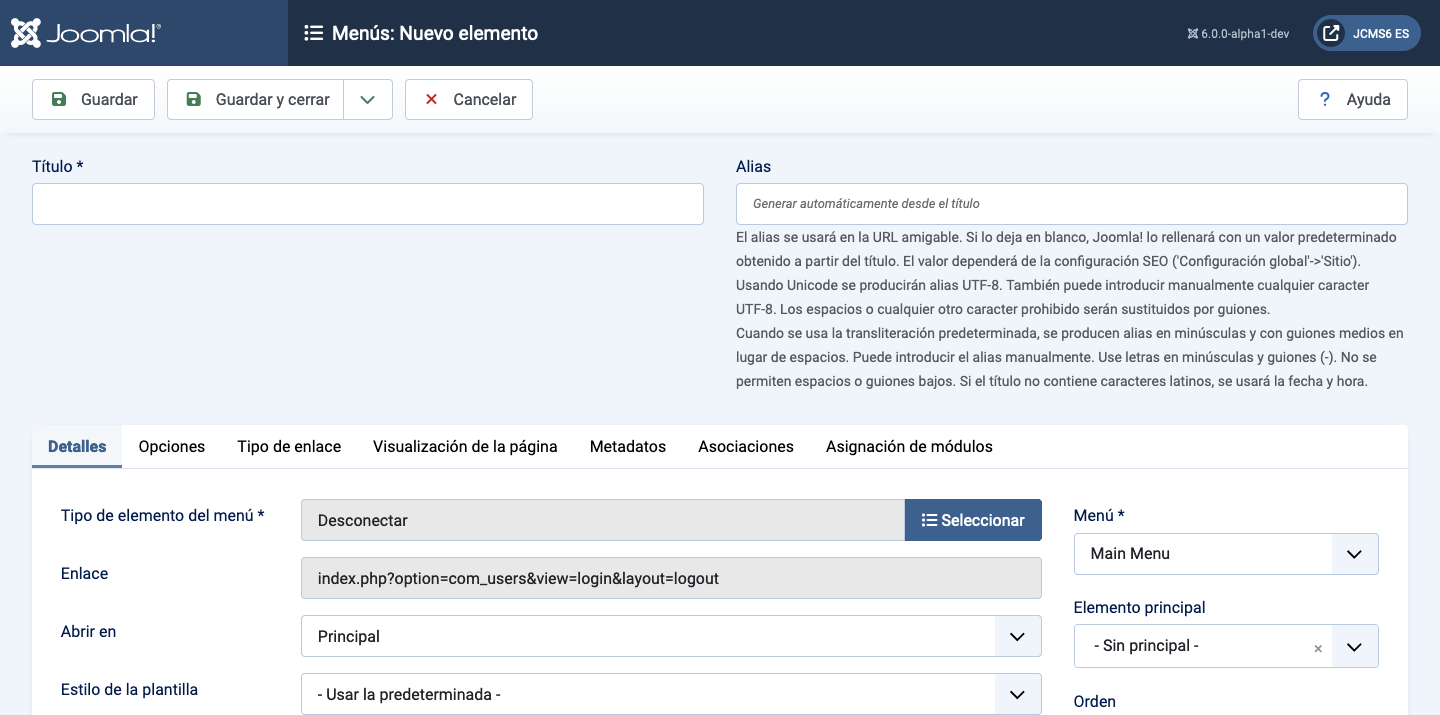 Joomla!®
Menús: Nuevo elemento
6.0.0-alpha1-dev
JCMS6 ES
Guardar
Guardar y cerrar
Cancelar
? Ayuda
Título *
Alias
Generar automáticamente desde el título
El alias se usará en la URL amigable. Si lo deja en blanco, Joomla! lo rellenará con un valor predeterminado
obtenido a partir del título. El valor dependerá de la configuración SEO ('Configuración global'->'Sitio').
Usando Unicode se producirán alias UTF-8. También puede introducir manualmente cualquier caracter
UTF-8. Los espacios o cualquier otro caracter prohibido serán sustituidos por guiones.
Cuando se usa la transliteración predeterminada, se producen alias en minúsculas y con guiones medios en
lugar de espacios. Puede introducir el alias manualmente. Use letras en minúsculas y guiones (-). No se
permiten espacios o guiones bajos. Si el título no contiene caracteres latinos, se usará la fecha y hora.
Detalles
Opciones
Tipo de enlace
Visualización de la página
Metadatos
Asociaciones
Asignación de módulos
Tipo de elemento del menú *
Desconectar
Seleccionar
Enlace
index.php?option=com_users&view=login&layout=logout
Abrir en
Principal
Estilo de la plantilla
- Usar la predeterminada -
Menú *
Main Menu
Elemento principal
- Sin principal - ×
Orden